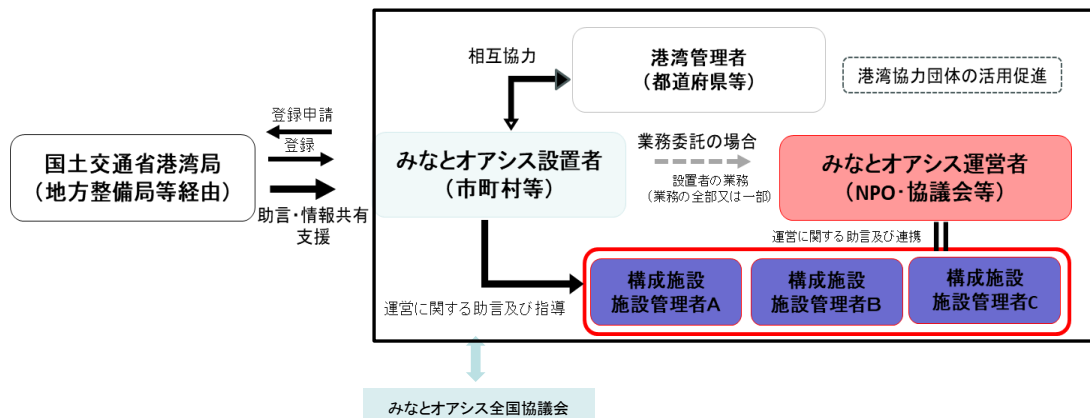 相互協力
港湾管理者
（都道府県等）
港湾協力団体の活用促進
登録申請
登録
国土交通省港湾局
（地方整備局等経由）
助言・情報共有
支援
みなとオアシス設置者
（市町村等）
業務委託の場合
設置者の業務
（業務の全部又は一部）
みなとオアシス運営者
（NPO・協議会等）
運営に関する助言及び連携
構成施設
施設管理者A
構成施設
施設管理者B
構成施設
施設管理者C
運営に関する助言及び指導
みなとオアシス全国協議会